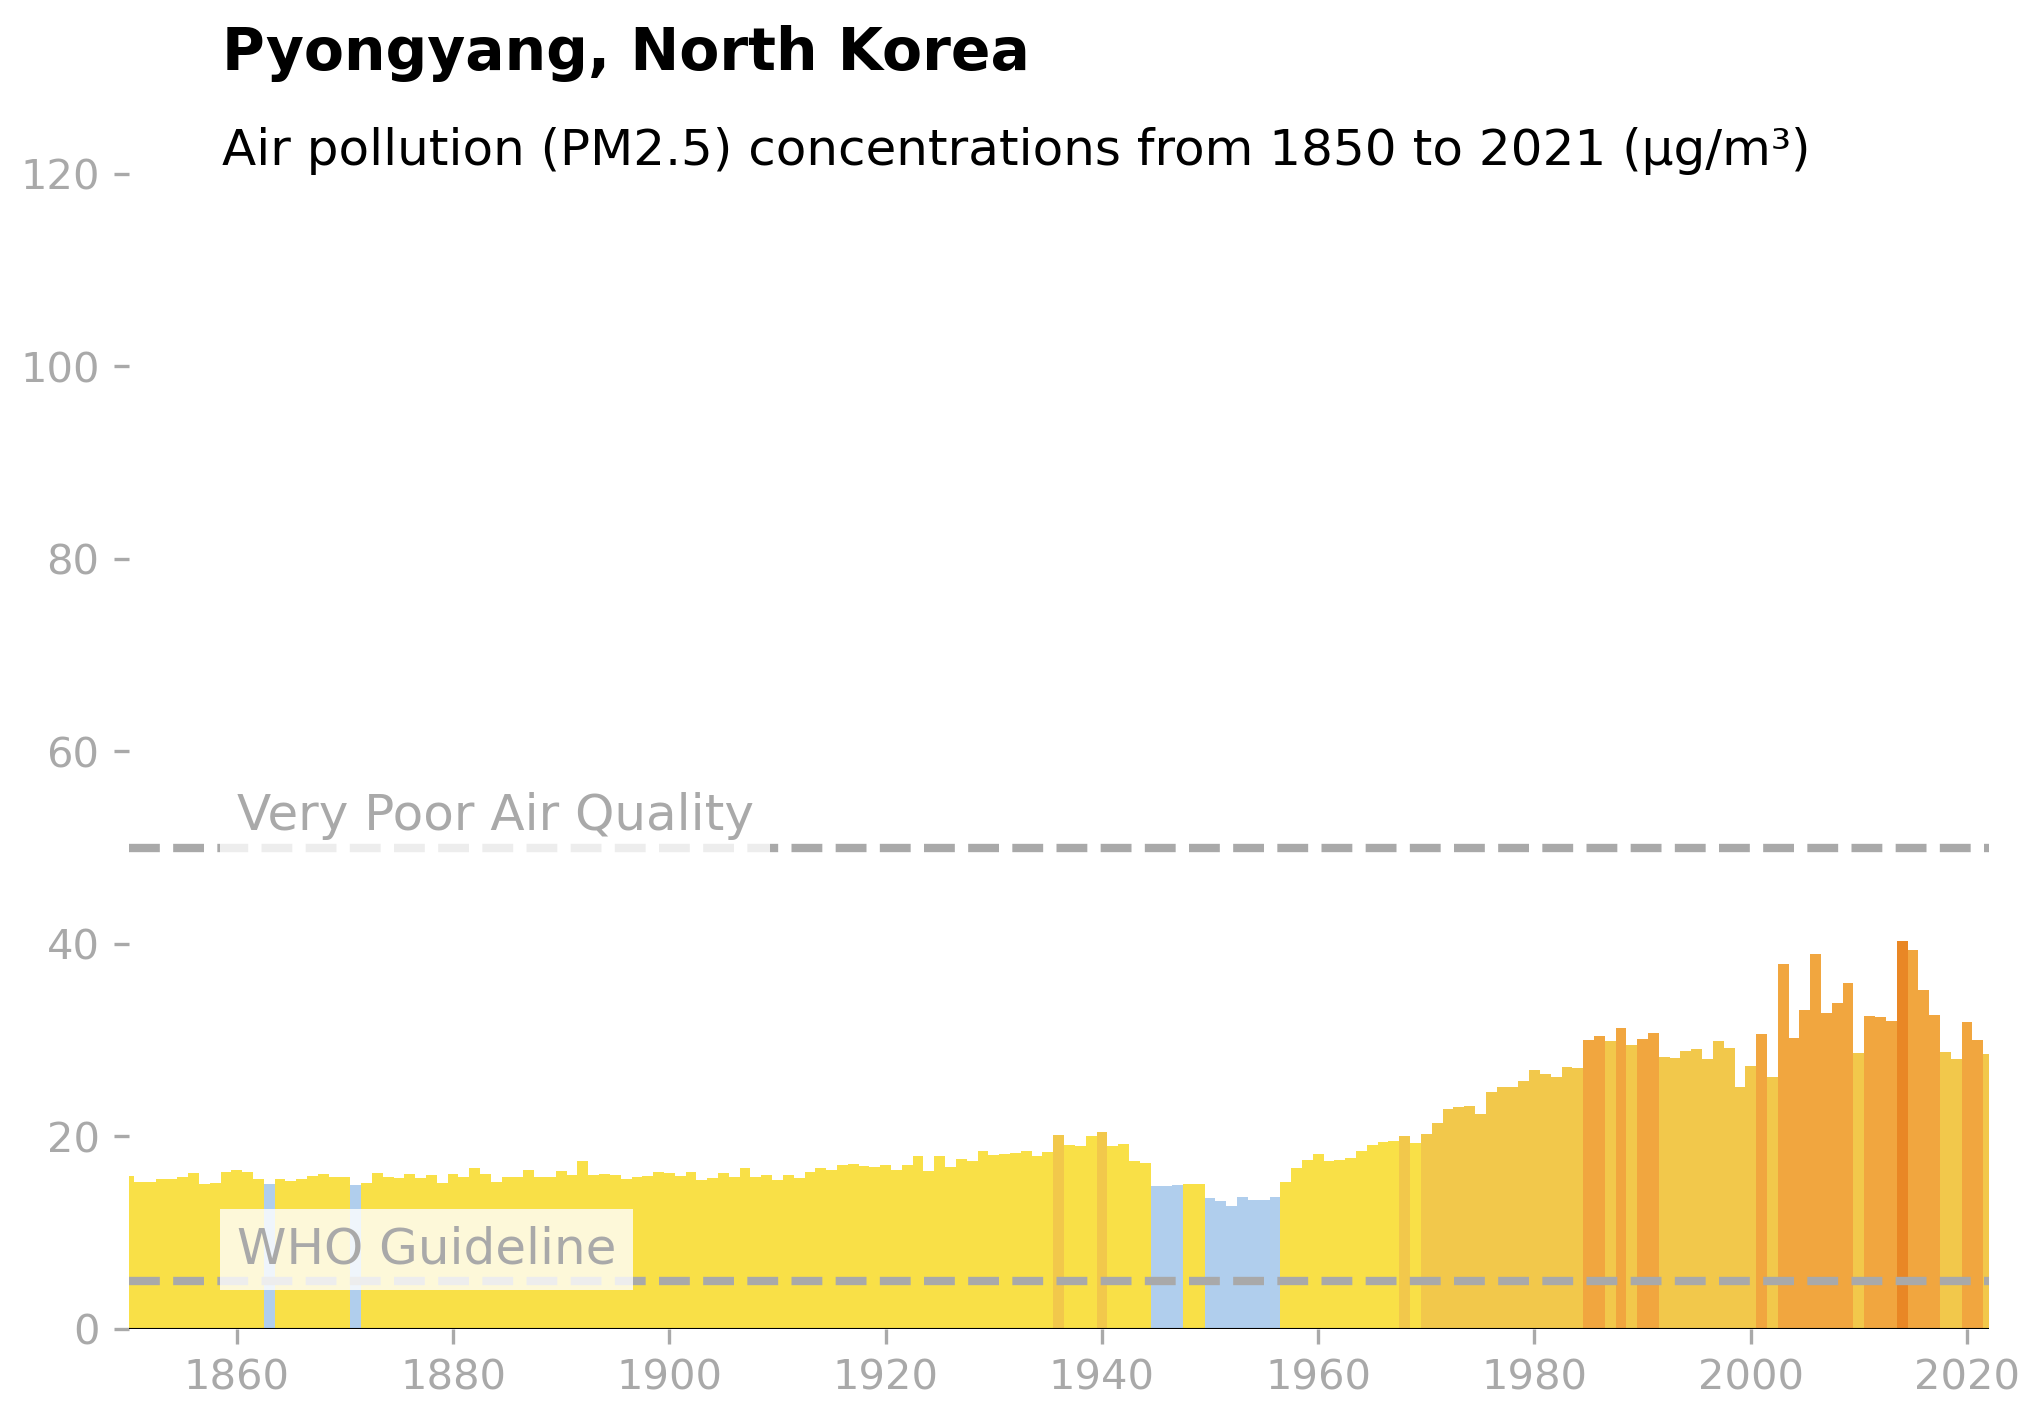 Pyongyang, North Korea
Air pollution (PM2.5) concentrations from 1850 to 2021 (µg/m³)
120
100
80
60
Very Poor Air Quality
40
20
WHO Guideline
0
1860 1880 1900 1920 1940 1960 1980 2000 2020